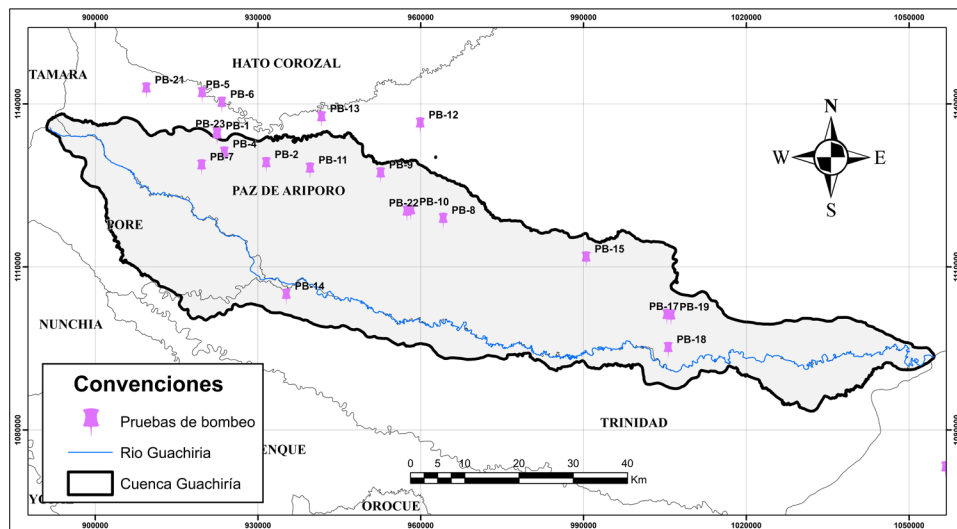 900000 930000 960000 990000 1020000 1050000
HATO COROZAL
TAMARA
PB-21
PB-5
PB-6
1140000 1140000
PB-13
PB-12
PB-23 PB-1
PB-4
PB-7
PB-2
PB-11
PB-9
PAZ DE ARIPORO
N
W E
S
PB-22 PB-10
PB-8
PORE
PB-15
1110000 1110000
PB-14
PB-17 PB-19
NUNCHIA
PB-18
Convenciones
Pruebas de bombeo
Rio Guachiria
Cuenca Guachiría
TRINIDAD
1080000 1080000
ENQUE
0 5 10 20 30 40
Km
OROCUE
900000 930000 960000 990000 1020000 1050000